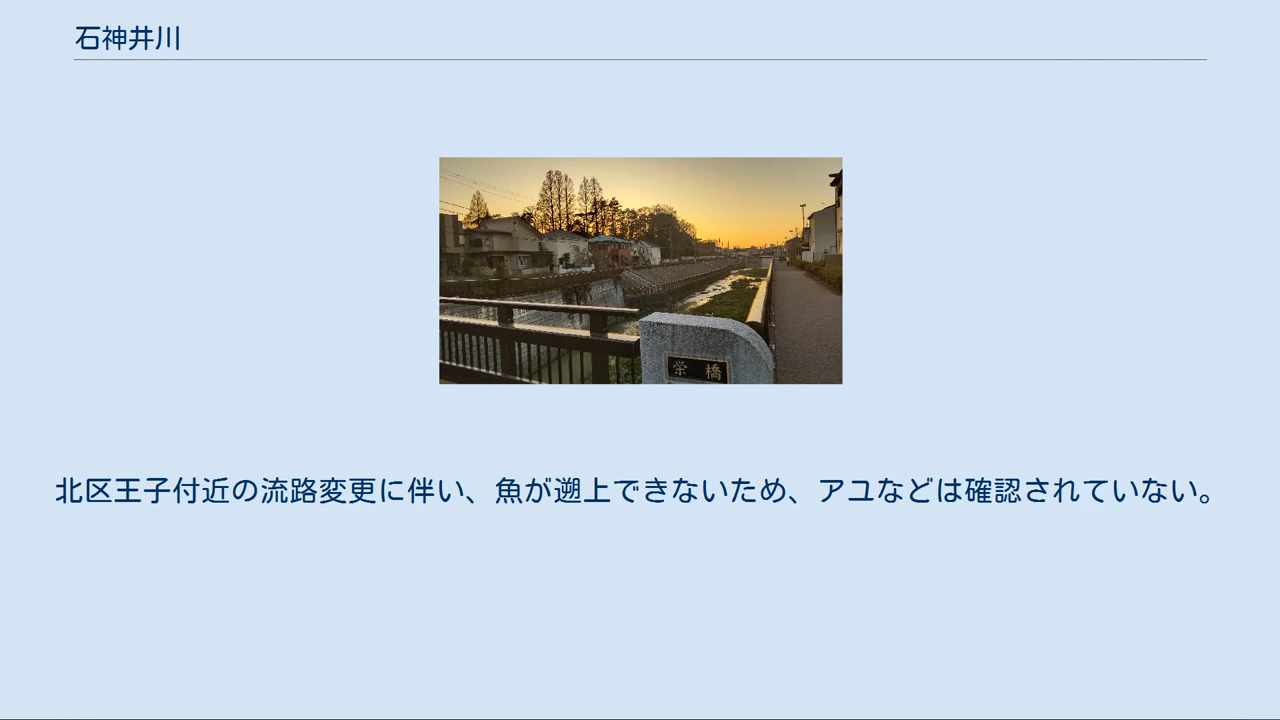 石神井川
栄橋
北区王子付近の流路変更に伴い、魚が遡上できないため、アユなどは確認されていない。